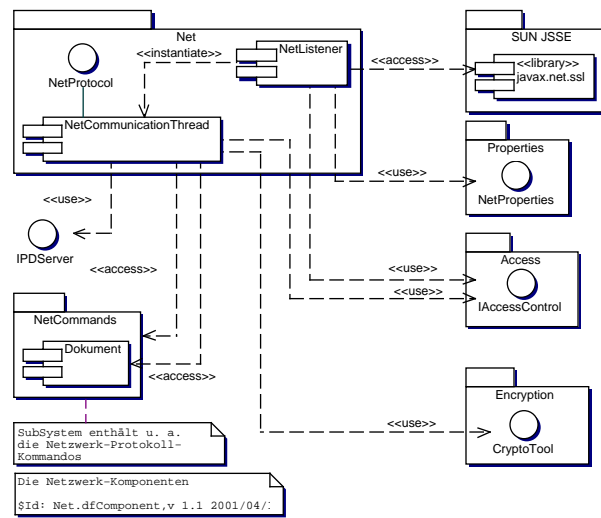 Net
<<instantiate>>
NetListener
NetProtocol
NetCommunicationThread
<<access>>
SUN JSSE
<<library>>
javax.net.ssl
Properties
NetProperties
<<use>>
<<use>>
IPDServer
<<access>>
Access
IAccessControl
<<use>>
<<use>>
NetCommands
Dokument
<<access>>
Encryption
CryptoTool
<<use>>
SubSystem enthält u. a.
die Netzwerk-Protokoll-
Kommandos
Die Netzwerk-Komponenten
$Id: Net.dfComponent,v 1.1 2001/04/